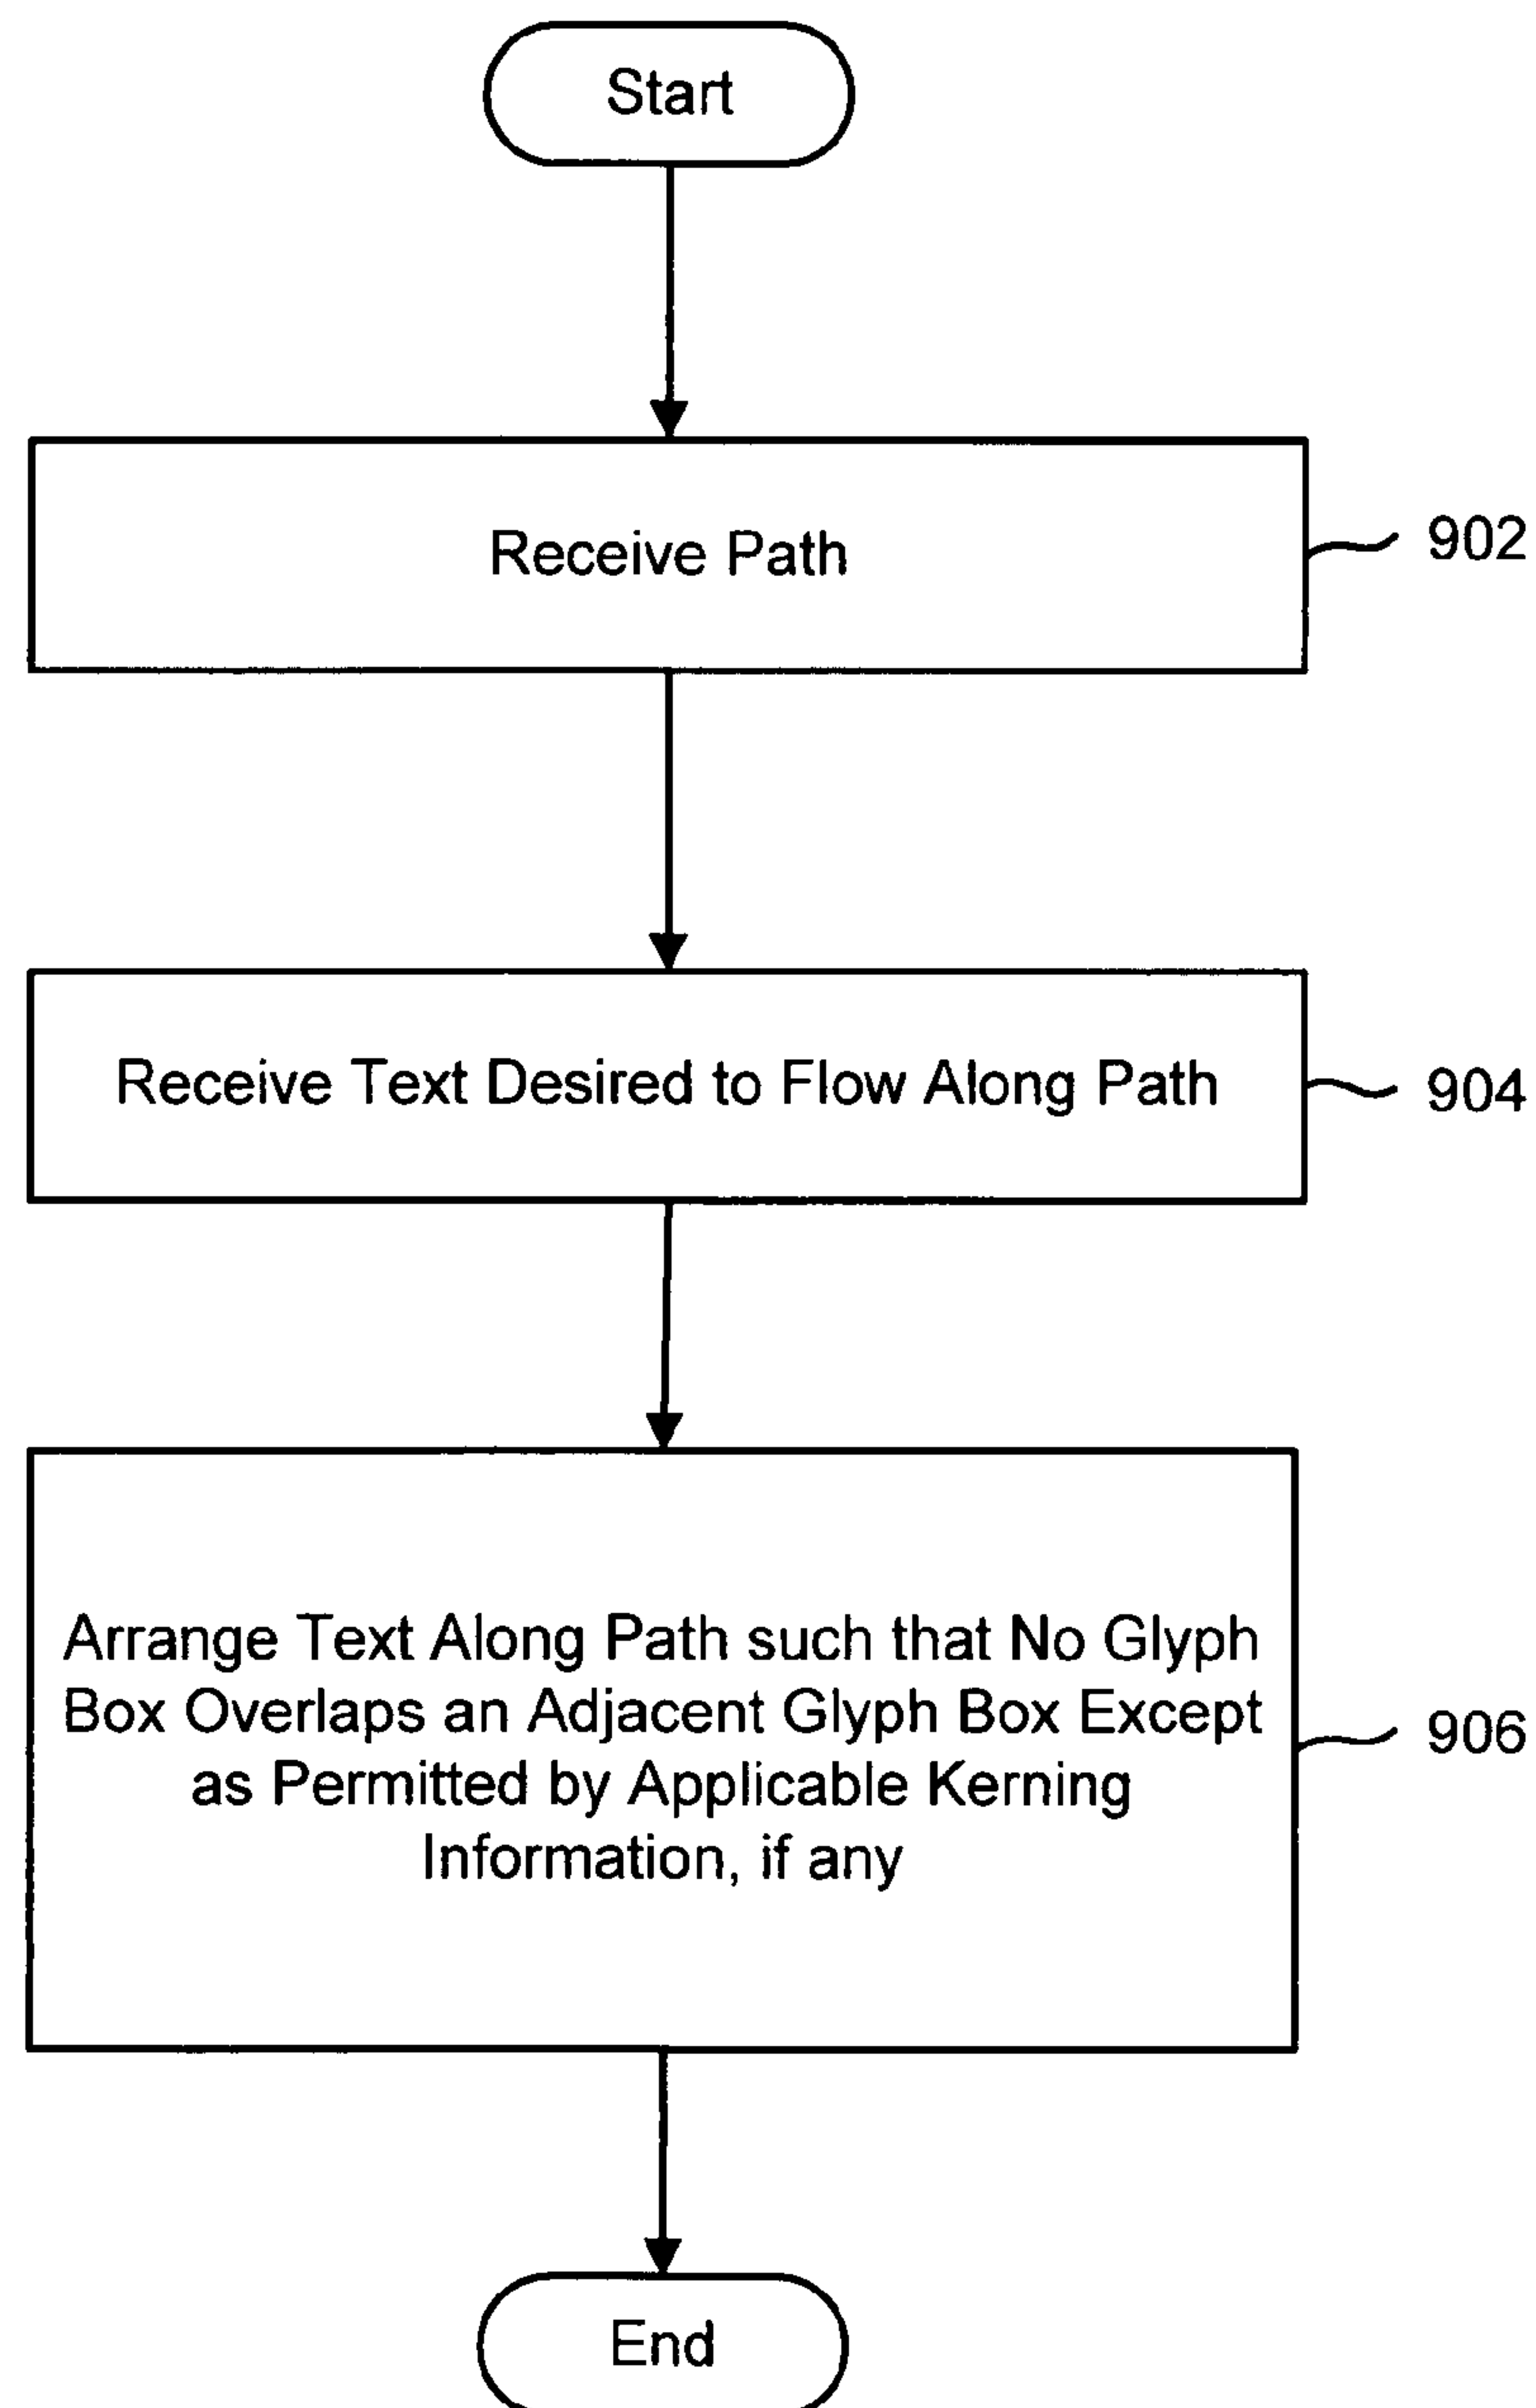 Start
Receive Path
902
Receive Text Desired to Flow Along Path
904
Arrange Text Along Path such that No Glyph
Box Overlaps an Adjacent Glyph Box Except
as Permitted by Applicable Kerning
Information, if any
906
End